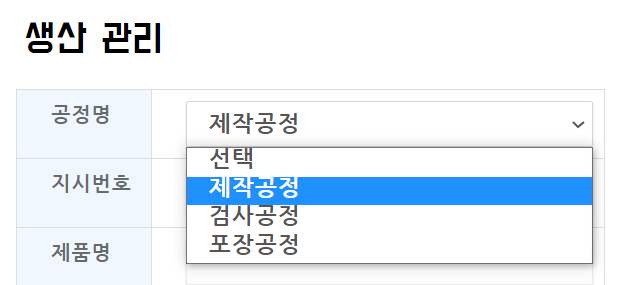 생산 관리
공정명
제작공정
선택
제작공정
검사공정
포장공정
지시번호
제품명